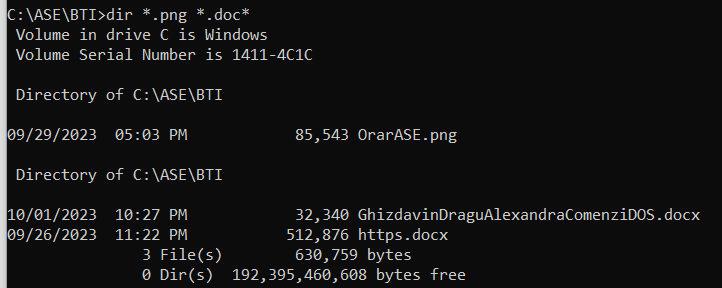 C:\ASE\BTI>dir *.png *.doc*
 Volume in drive C is Windows
 Volume Serial Number is 1411-4C1C

 Directory of C:\ASE\BTI

09/29/2023  05:03 PM            85,543 OrarASE.png

 Directory of C:\ASE\BTI

10/01/2023  10:27 PM            32,340 GhizdavinDraguAlexandraComenziDOS.docx
09/26/2023  11:22 PM           512,876 https.docx
               3 File(s)        630,759 bytes
               0 Dir(s)  192,395,460,608 bytes free